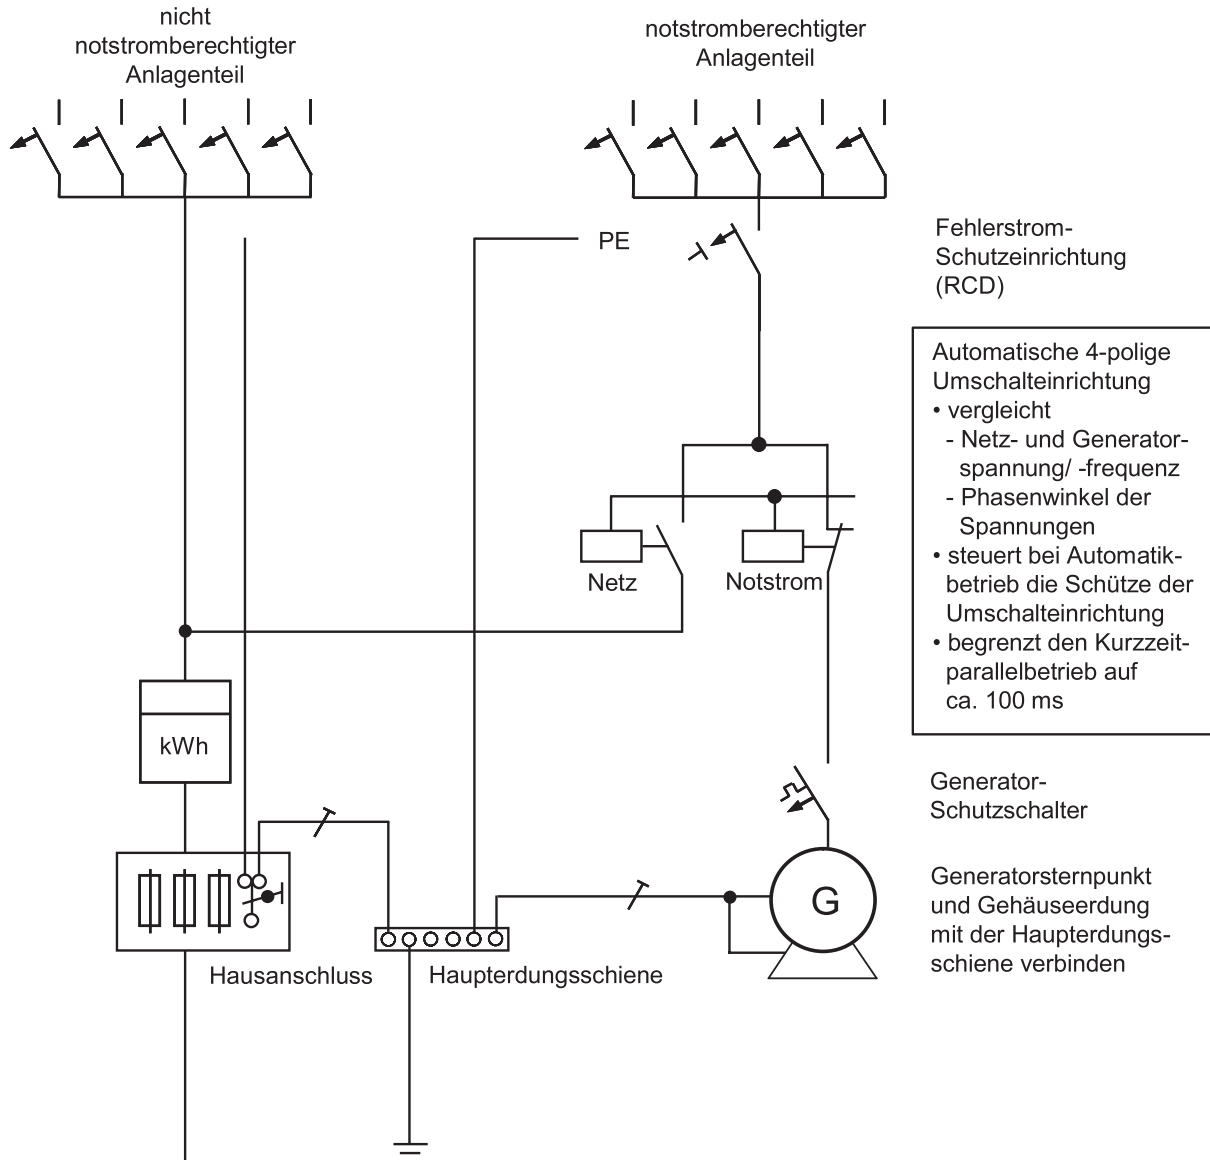 nicht
notstromberechtigter
Anlagenteil
notstromberechtigter
Anlagenteil
PE
Fehlerstrom-
Schutzeinrichtung
(RCD)
Automatische 4-polige
Umschalteinrichtung
• vergleicht
- Netz- und Generator-
spannung/ -frequenz
- Phasenwinkel der
Spannungen
• steuert bei Automatik-
betrieb die Schütze der
Umschalteinrichtung
• begrenzt den Kurzzeit-
parallelbetrieb auf
ca. 100 ms
Netz
Notstrom
kWh
Generator-
Schutzschalter
G
Generatorsternpunkt
und Gehäuseerdung
mit der Haupterdungs-
schiene verbinden
Hausanschluss
Haupterdungsschiene